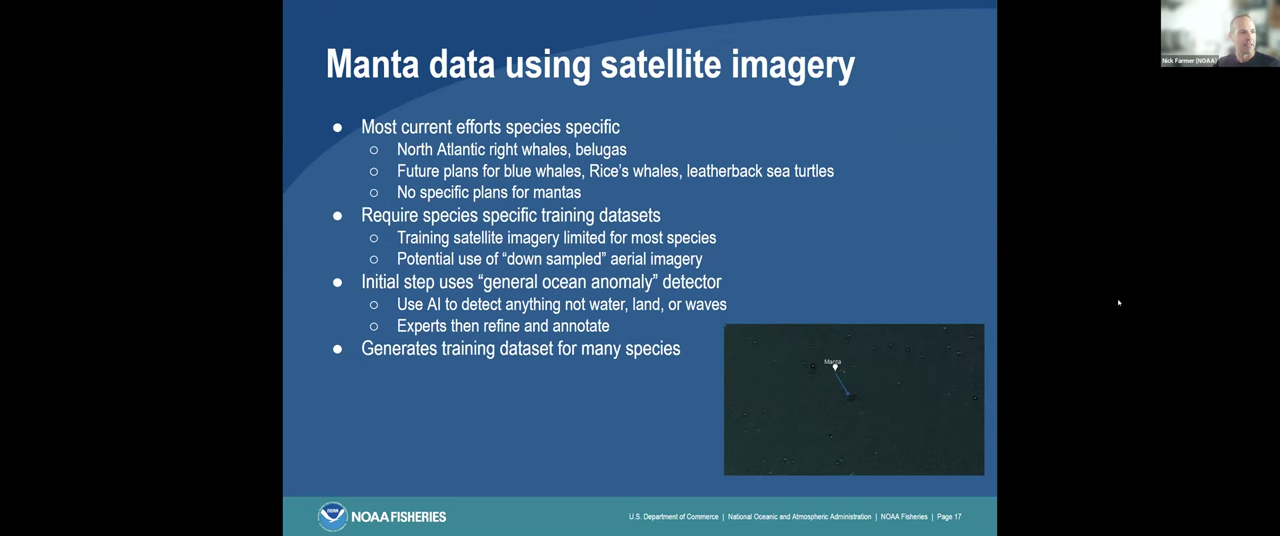 Manta data using satellite imagery
Nick Farmer (NOAA)
● Most current efforts species specific
○ North Atlantic right whales, belugas
○ Future plans for blue whales, Rice's whales, leatherback sea turtles
○ No specific plans for mantas
● Require species specific training datasets
○ Training satellite imagery limited for most species
○ Potential use of “down sampled” aerial imagery
● Initial step uses “general ocean anomaly” detector
○ Use AI to detect anything not water, land, or waves
○ Experts then refine and annotate
● Generates training dataset for many species
Manta
NOAA
NOAA FISHERIES
U.S. Department of Commerce | National Oceanic and Atmospheric Administration | NOAA Fisheries | Page 17